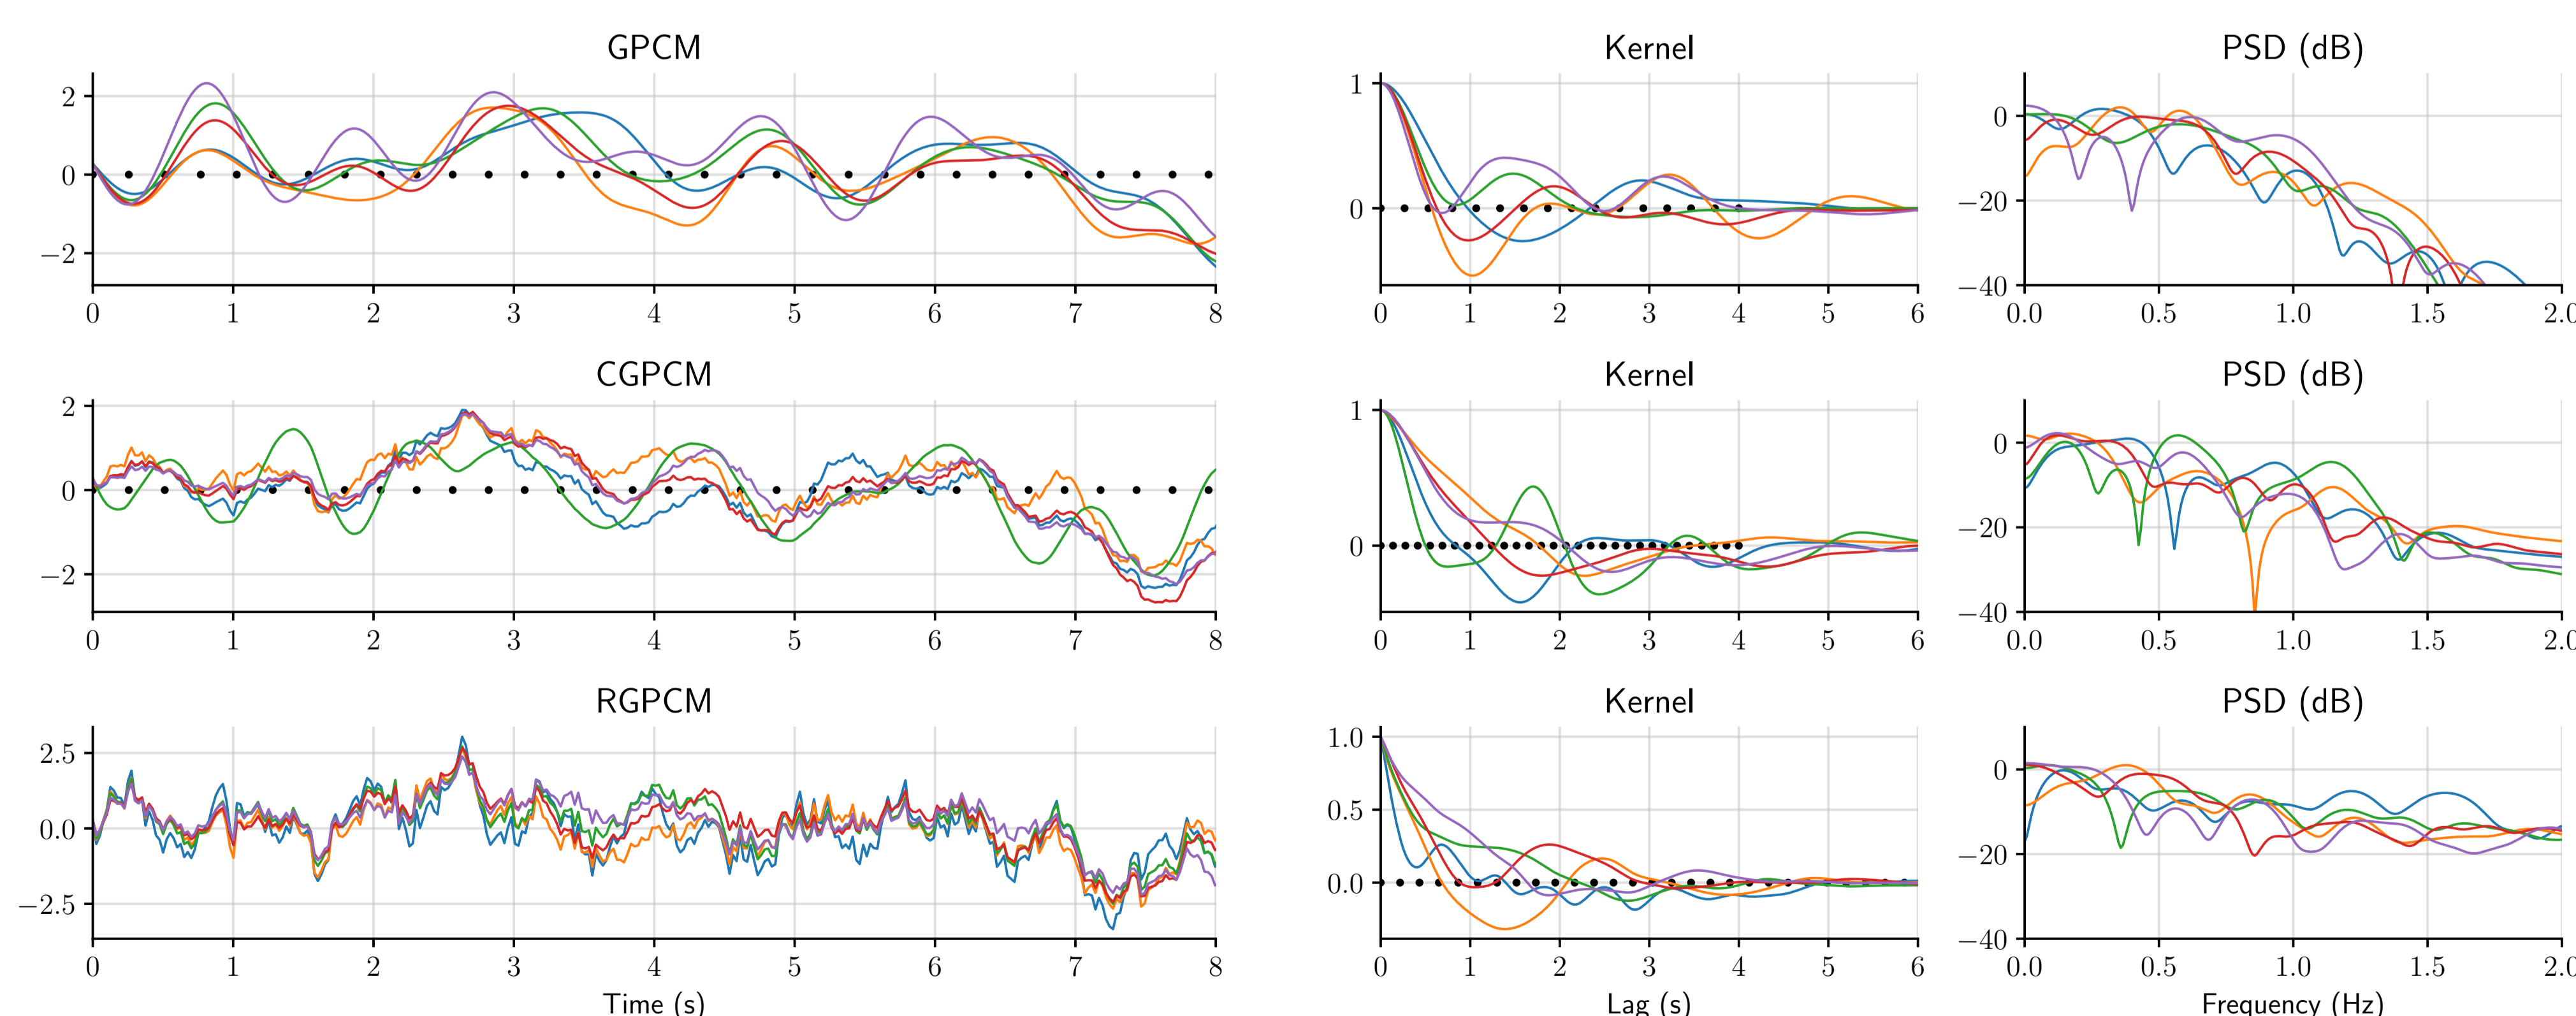 GPCM
Kernel
PSD (dB)
2
0
−2
0 1 2 3 4 5 6 7 8
1
0
0 1 2 3 4 5 6
0
−20
−40
0.0 0.5 1.0 1.5 2.0
CGPCM
Kernel
PSD (dB)
2
0
−2
0 1 2 3 4 5 6 7 8
1
0
0 1 2 3 4 5 6
0
−20
−40
0.0 0.5 1.0 1.5 2.0
RGPCM
Kernel
PSD (dB)
2.5
0.0
−2.5
0 1 2 3 4 5 6 7 8
Time (s)
1.0
0.5
0.0
0 1 2 3 4 5 6
Lag (s)
0
−20
−40
0.0 0.5 1.0 1.5 2.0
Frequency (Hz)